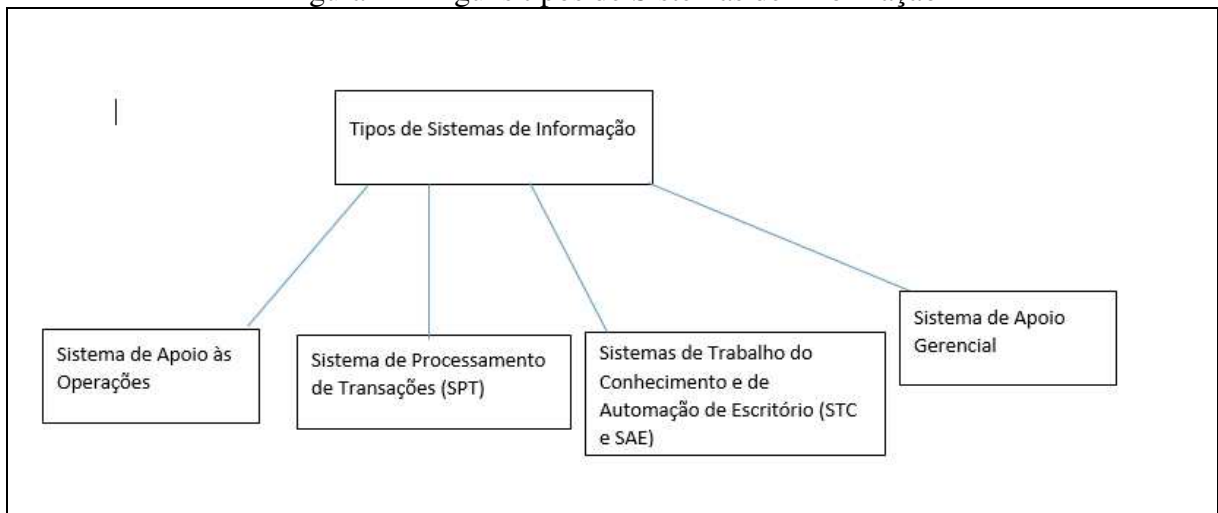 Tipos de Sistemas de Informação
Sistema de Apoio às
Operações
Sistema de Processamento
de Transações (SPT)
Sistemas de Trabalho do
Conhecimento e de
Automação de Escritório (STC
e SAE)
Sistema de Apoio
Gerencial